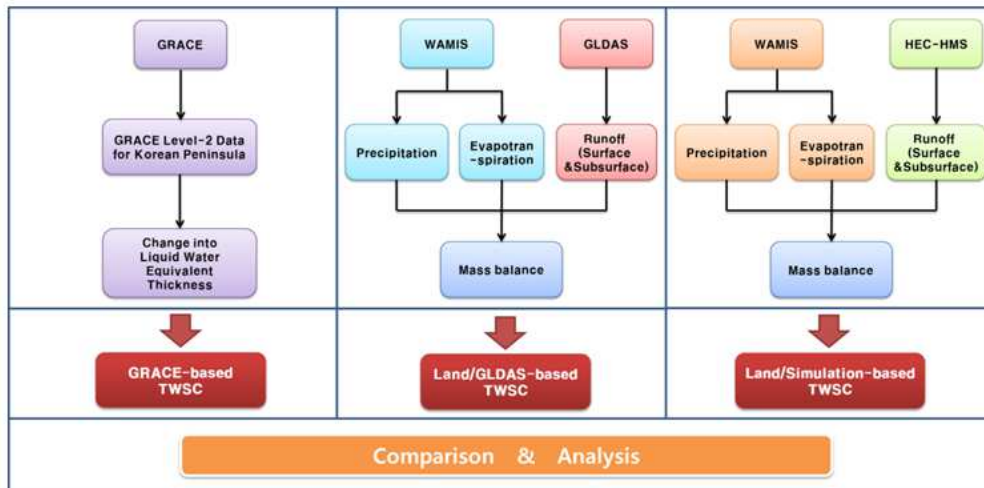 GRACE
GRACE Level-2 Data
for Korean Peninsula
Change into
Liquid Water
Equivalent
Thickness
GRACE-based
TWSC
WAMIS
GLDAS
Precipitation
Evapotran
-spiration
Runoff
(Surface
&Subsurface)
Mass balance
Land/GLDAS-based
TWSC
WAMIS
HEC-HMS
Precipitation
Evapotran
-spiration
Runoff
(Surface
&Subsurface)
Mass balance
Land/Simulation-based
TWSC
Comparison & Analysis